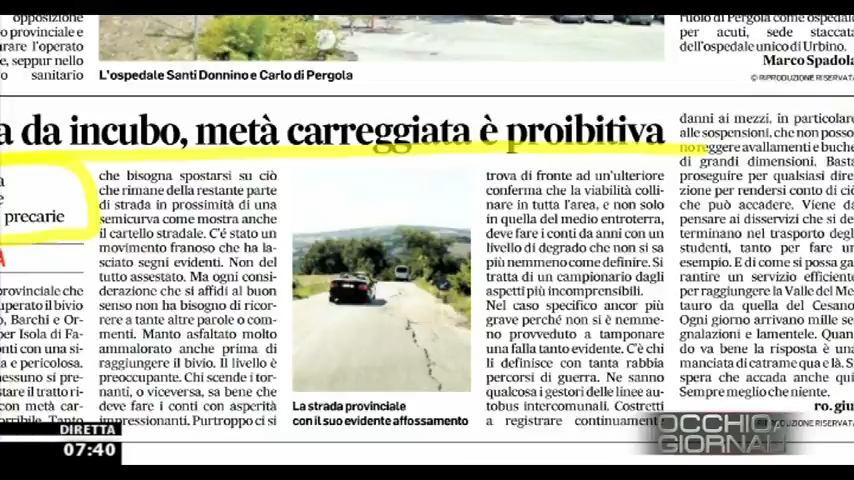 opposizione
provinciale e
rare l'operato
, seppur nello
sanitario
L'ospedale Santi Donnino e Carlo di Pergola
ruolo di Pergola come ospedale
per acuti, sede staccata
dell'ospedale unico di Urbino.
Marco Spadola
© RIPRODUZIONE RISERVATA
a da incubo, metà carreggiata è proibitiva
a
e
precarie
A
provinciale che
uperato il bivio
o, Barchi e Or-
per Isola di Fa-
onti con una si-
a e pericolosa.
nessuno si pre-
stare il tratto ri-
con metà car-
orribile. Tanto
che bisogna spostarsi su ciò
che rimane della restante parte
di strada in prossimità di una
semicurva come mostra anche
il cartello stradale. C'è stato un
movimento franoso che ha la-
sciato segni evidenti. Non del
tutto assestato. Ma ogni consi-
derazione che si affidi al buon
senso non ha bisogno di ricor-
rere a tante altre parole o com-
menti. Manto asfaltato molto
ammalorato anche prima di
raggiungere il bivio. Il livello è
preoccupante. Chi scende i tor-
nanti, o viceversa, sa bene che
deve fare i conti con asperità
impressionanti. Purtroppo ci si
La strada provinciale
con il suo evidente affossamento
trova di fronte ad un'ulteriore
conferma che la viabilità colli-
nare in tutta l'area, e non solo
in quella del medio entroterra,
deve fare i conti da anni con un
livello di degrado che non si sa
più nemmeno come definire. Si
tratta di un campionario dagli
aspetti più incomprensibili.
Nel caso specifico ancor più
grave perché non si è nemme-
no provveduto a tamponare
una falla tanto evidente. C'è chi
li definisce con tanta rabbia
percorsi di guerra. Ne sanno
qualcosa i gestori delle linee au-
tobus intercomunali. Costretti
a registrare continuamente
danni ai mezzi, in particolare
alle sospensioni, che non posso-
no reggere avallamenti e buche
di grandi dimensioni. Basta
proseguire per qualsiasi dire-
zione per rendersi conto di ciò
che può accadere. Viene da
pensare ai disservizi che si de-
terminano nel trasporto degli
studenti, tanto per fare un
esempio. E di come si possa ga-
rantire un servizio efficiente
per raggiungere la Valle del Me-
tauro da quella del Cesano.
Ogni giorno arrivano mille se-
gnalazioni e lamentele. Quan-
do va bene la risposta è una
manciata di catrame qua e là. Si
spera che accada anche qui.
Sempre meglio che niente.
ro. giu
RIPRODUZIONE RISERVATA
DIRETTA
07:40
OCCHIO AI
GIORNALI